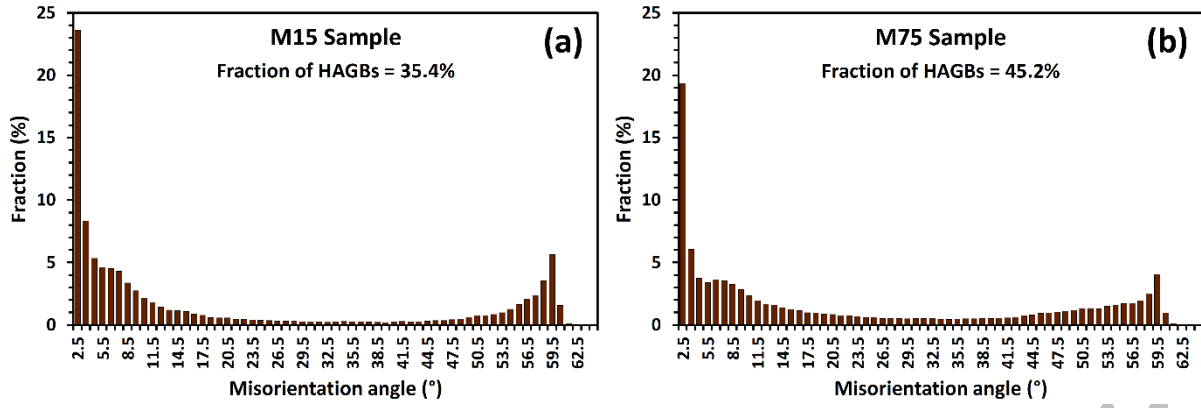 M15 Sample
(a)
Fraction of HAGBs = 35.4%
Fraction (%)
25
20
15
10
5
0
2.5 5.5 8.5 11.5 14.5 17.5 20.5 23.5 26.5 29.5 32.5 35.5 38.5 41.5 44.5 47.5 50.5 53.5 56.5 59.5 62.5
Misorientation angle (°)
M75 Sample
(b)
Fraction of HAGBs = 45.2%
Fraction (%)
25
20
15
10
5
0
2.5 5.5 8.5 11.5 14.5 17.5 20.5 23.5 26.5 29.5 32.5 35.5 38.5 41.5 44.5 47.5 50.5 53.5 56.5 59.5 62.5
Misorientation angle (°)